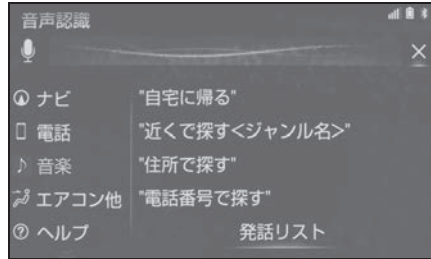 音声認識
ナビ "自宅に帰る"
電話 "近くで探す<ジャンル名>"
音楽 "住所で探す"
エアコン他 "電話番号で探す"
ヘルプ 発話リスト